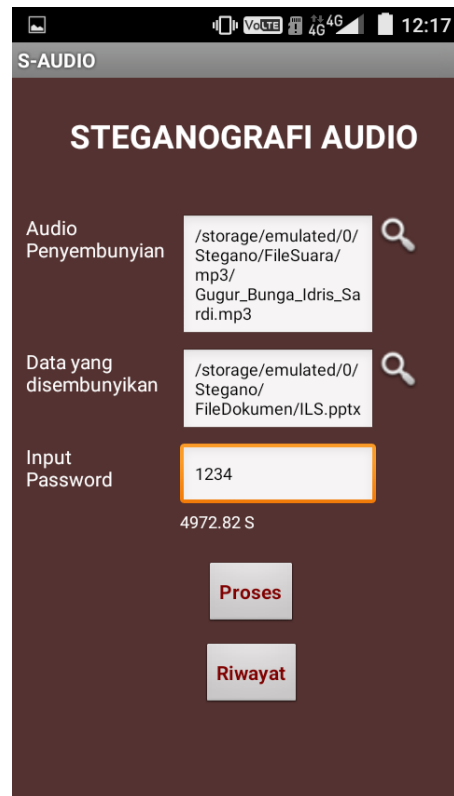 VoLTE 4G 4G 12:17
S-AUDIO
STEGANOGRAFI AUDIO
Audio
Penyembunyian
/storage/emulated/0/
Stegano/FileSuara/
mp3/
Gugur_Bunga_Idris_Sa
rdi.mp3
Data yang
disembunyikan
/storage/emulated/0/
Stegano/
FileDokumen/ILS.pptx
Input
Password
1234
4972.82 S
Proses
Riwayat